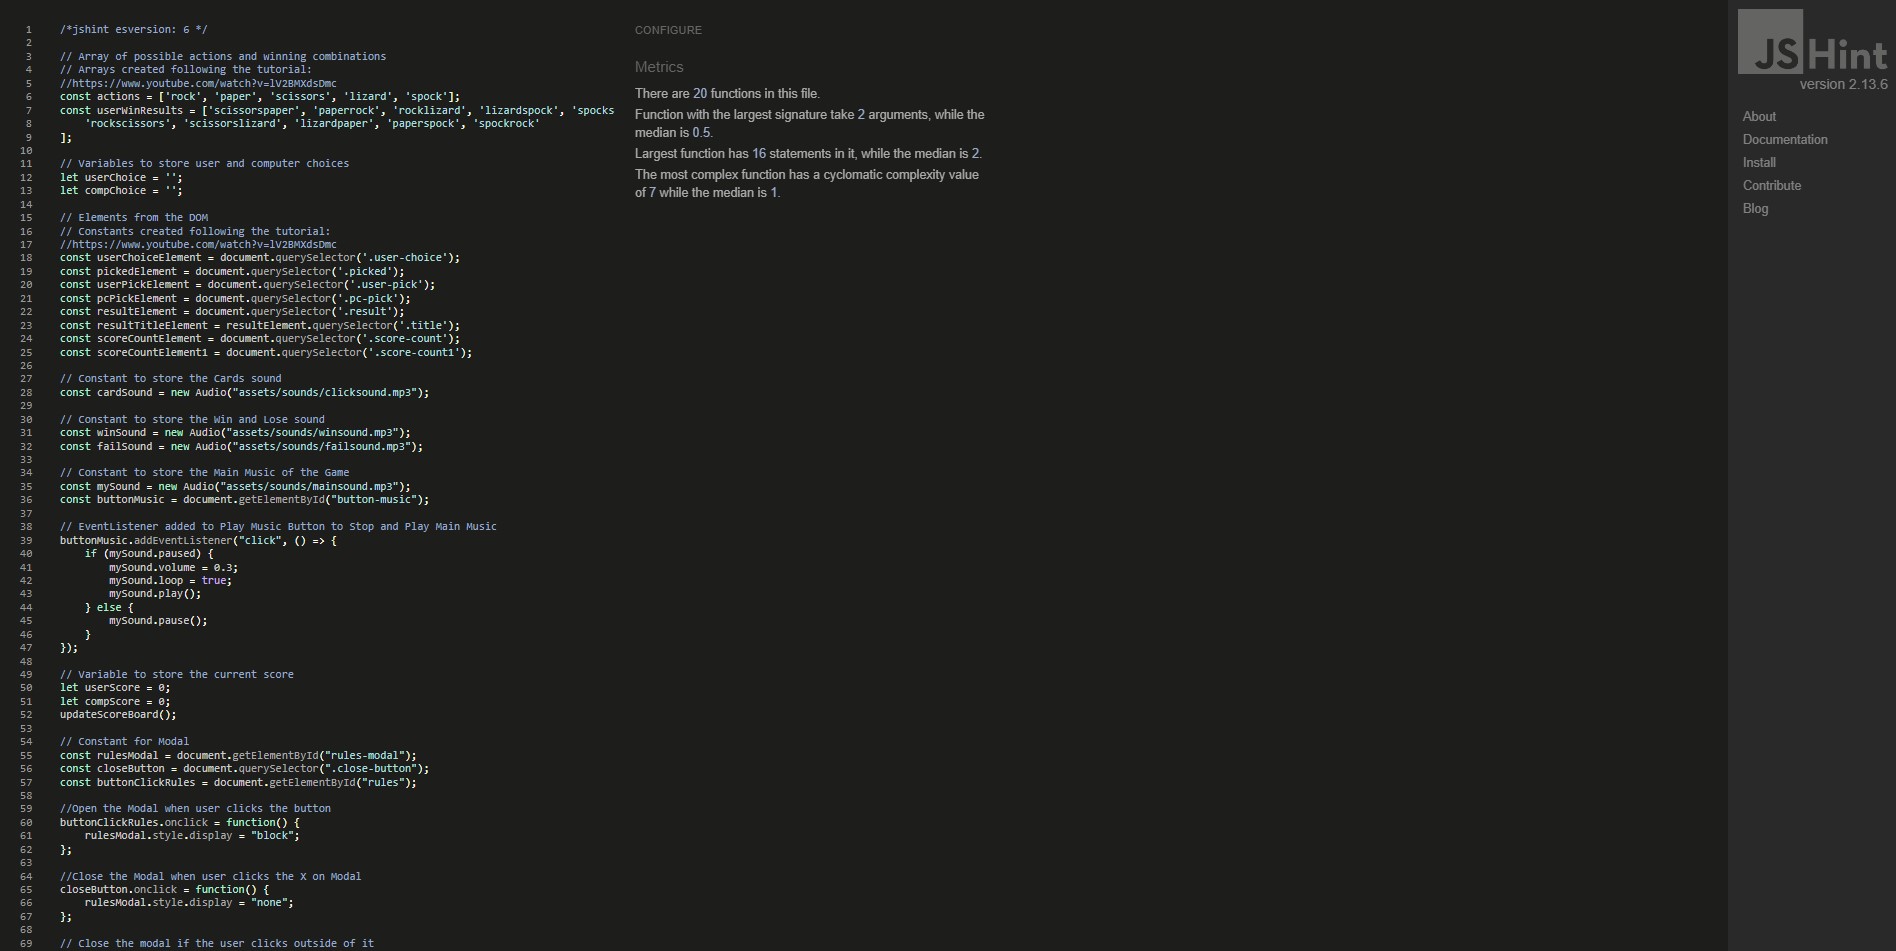 1 /*jshint esversion: 6 */
2
3 // Array of possible actions and winning combinations
4 // Arrays created following the tutorial:
5 //https://www.youtube.com/watch?v=lV2BMXdsDmc
6 const actions = ['rock', 'paper', 'scissors', 'lizard', 'spock'];
7 const userWinResults = ['scissorspaper', 'paperrock', 'rocklizard', 'lizardspock', 'spocks
8 'rockscissors', 'scissorslizard', 'lizardpaper', 'paperspock', 'spockrock'
9 ];
10
11 // Variables to store user and computer choices
12 let userChoice = '';
13 let compChoice = '';
14
15 // Elements from the DOM
16 // Constants created following the tutorial:
17 //https://www.youtube.com/watch?v=lV2BMXdsDmc
18 const userChoiceElement = document.querySelector('.user-choice');
19 const pickedElement = document.querySelector('.picked');
20 const userPickElement = document.querySelector('.user-pick');
21 const pcPickElement = document.querySelector('.pc-pick');
22 const resultElement = document.querySelector('.result');
23 const resultTitleElement = resultElement.querySelector('.title');
24 const scoreCountElement = document.querySelector('.score-count');
25 const scoreCountElement1 = document.querySelector('.score-count1');
26
27 // Constant to store the Cards sound
28 const cardSound = new Audio("assets/sounds/clicksound.mp3");
29
30 // Constant to store the Win and Lose sound
31 const winSound = new Audio("assets/sounds/winsound.mp3");
32 const failSound = new Audio("assets/sounds/failsound.mp3");
33
34 // Constant to store the Main Music of the Game
35 const mySound = new Audio("assets/sounds/mainsound.mp3");
36 const buttonMusic = document.getElementById("button-music");
37
38 // EventListener added to Play Music Button to Stop and Play Main Music
39 buttonMusic.addEventListener("click", () => {
40 if (mySound.paused) {
41 mySound.volume = 0.3;
42 mySound.loop = true;
43 mySound.play();
44 } else {
45 mySound.pause();
46 }
47 });
48
49 // Variable to store the current score
50 let userScore = 0;
51 let compScore = 0;
52 updateScoreBoard();
53
54 // Constant for Modal
55 const rulesModal = document.getElementById("rules-modal");
56 const closeButton = document.querySelector(".close-button");
57 const buttonClickRules = document.getElementById("rules");
58
59 //Open the Modal when user clicks the button
60 buttonClickRules.onclick = function() {
61 rulesModal.style.display = "block";
62 };
63
64 //Close the Modal when user clicks the X on Modal
65 closeButton.onclick = function() {
66 rulesModal.style.display = "none";
67 };
68
69 // Close the modal if the user clicks outside of it
CONFIGURE
Metrics
There are 20 functions in this file.
Function with the largest signature take 2 arguments, while the
median is 0.5.
Largest function has 16 statements in it, while the median is 2.
The most complex function has a cyclomatic complexity value
of 7 while the median is 1.
JSHint
version 2.13.6
About
Documentation
Install
Contribute
Blog